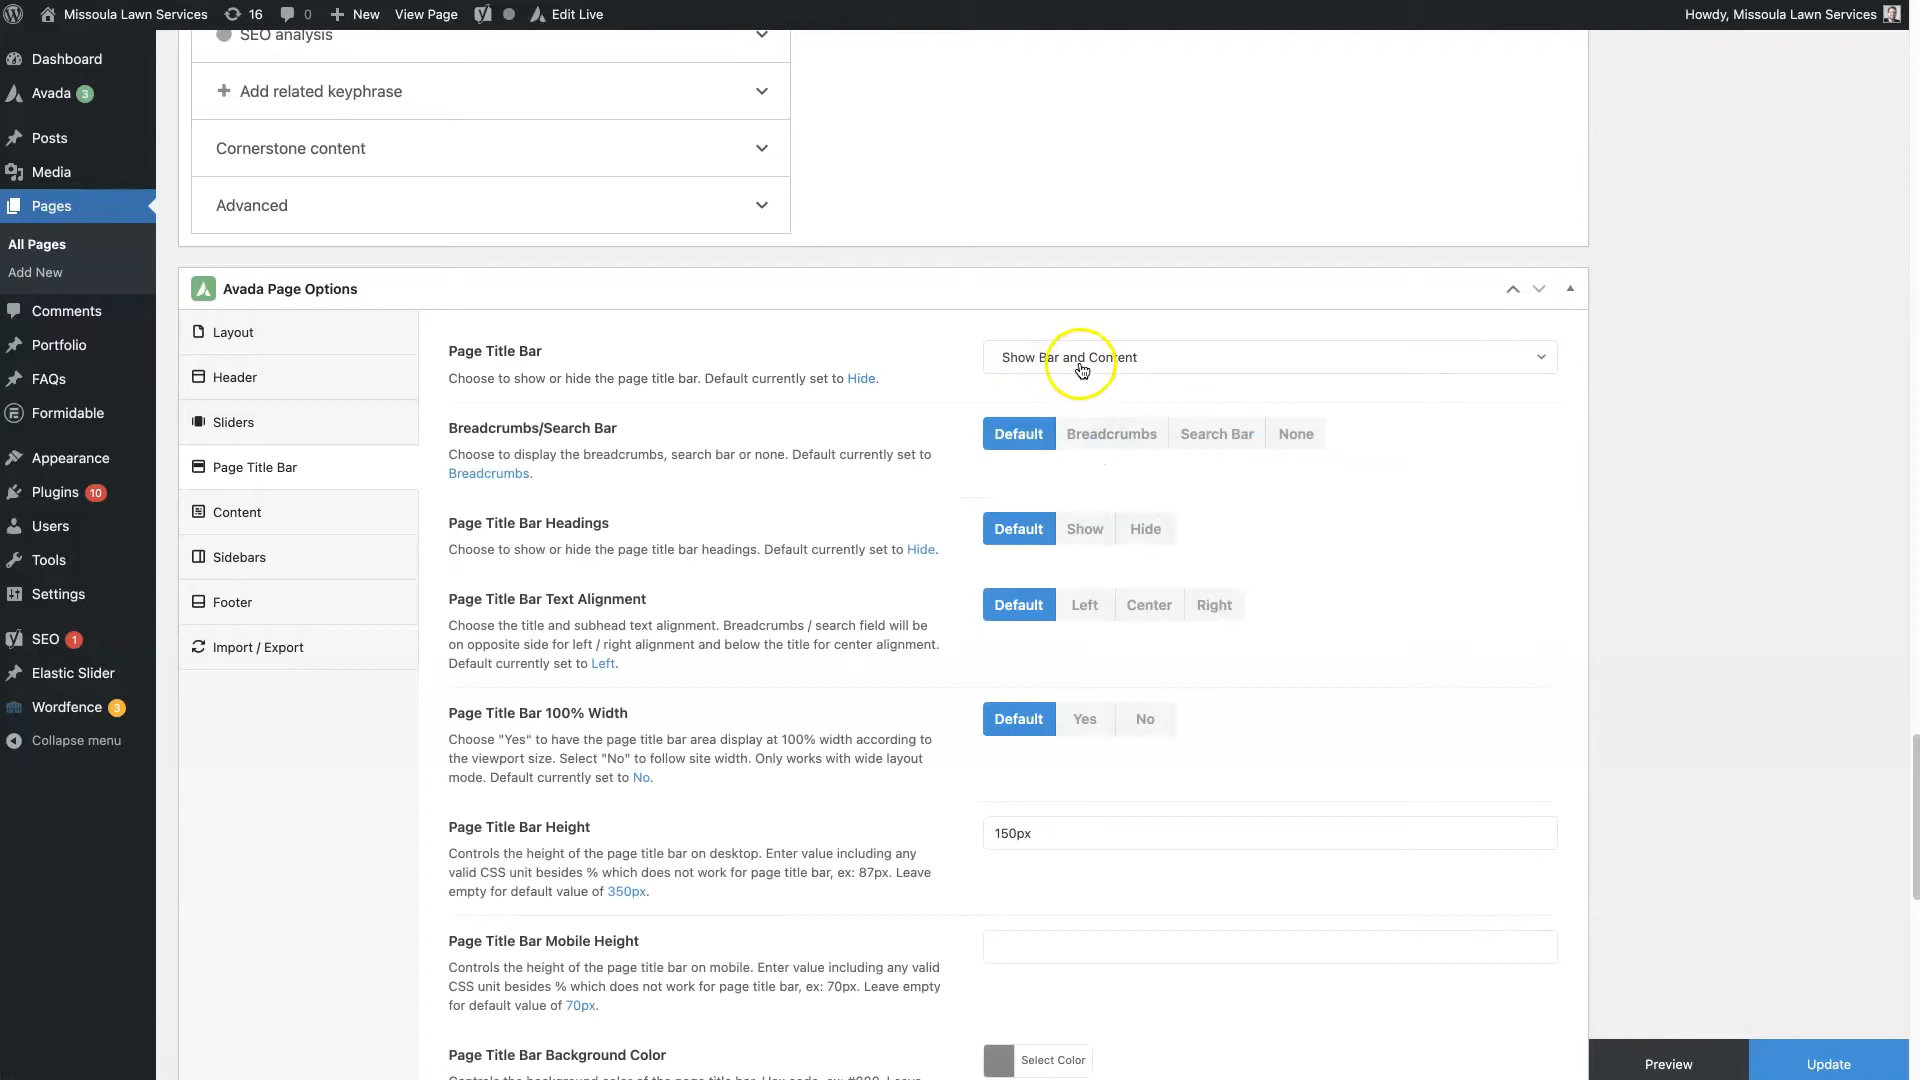 Missoula Lawn Services 16 0 New View Page Edit Live Howdy, Missoula Lawn Services
Dashboard
Avada 3
Posts
Media
Pages
All Pages
Add New
Comments
Portfolio
FAQs
Formidable
Appearance
Plugins 10
Users
Tools
Settings
SEO 1
Elastic Slider
Wordfence 3
Collapse menu
SEO analysis
Add related keyphrase
Cornerstone content
Advanced
Avada Page Options
Layout
Header
Sliders
Page Title Bar
Content
Sidebars
Footer
Import / Export
Page Title Bar
Choose to show or hide the page title bar. Default currently set to Hide.
Show Bar and Content
Breadcrumbs/Search Bar
Choose to display the breadcrumbs, search bar or none. Default currently set to
Breadcrumbs.
Default Breadcrumbs Search Bar None
Page Title Bar Headings
Choose to show or hide the page title bar headings. Default currently set to Hide.
Default Show Hide
Page Title Bar Text Alignment
Choose the title and subhead text alignment. Breadcrumbs / search field will be
on opposite side for left / right alignment and below the title for center alignment.
Default currently set to Left.
Default Left Center Right
Page Title Bar 100% Width
Choose "Yes" to have the page title bar area display at 100% width according to
the viewport size. Select "No" to follow site width. Only works with wide layout
mode. Default currently set to No.
Default Yes No
Page Title Bar Height
Controls the height of the page title bar on desktop. Enter value including any
valid CSS unit besides % which does not work for page title bar, ex: 87px. Leave
empty for default value of 350px.
150px
Page Title Bar Mobile Height
Controls the height of the page title bar on mobile. Enter value including any valid
CSS unit besides % which does not work for page title bar, ex: 70px. Leave empty
for default value of 70px.
Page Title Bar Background Color
Select Color
Preview Update